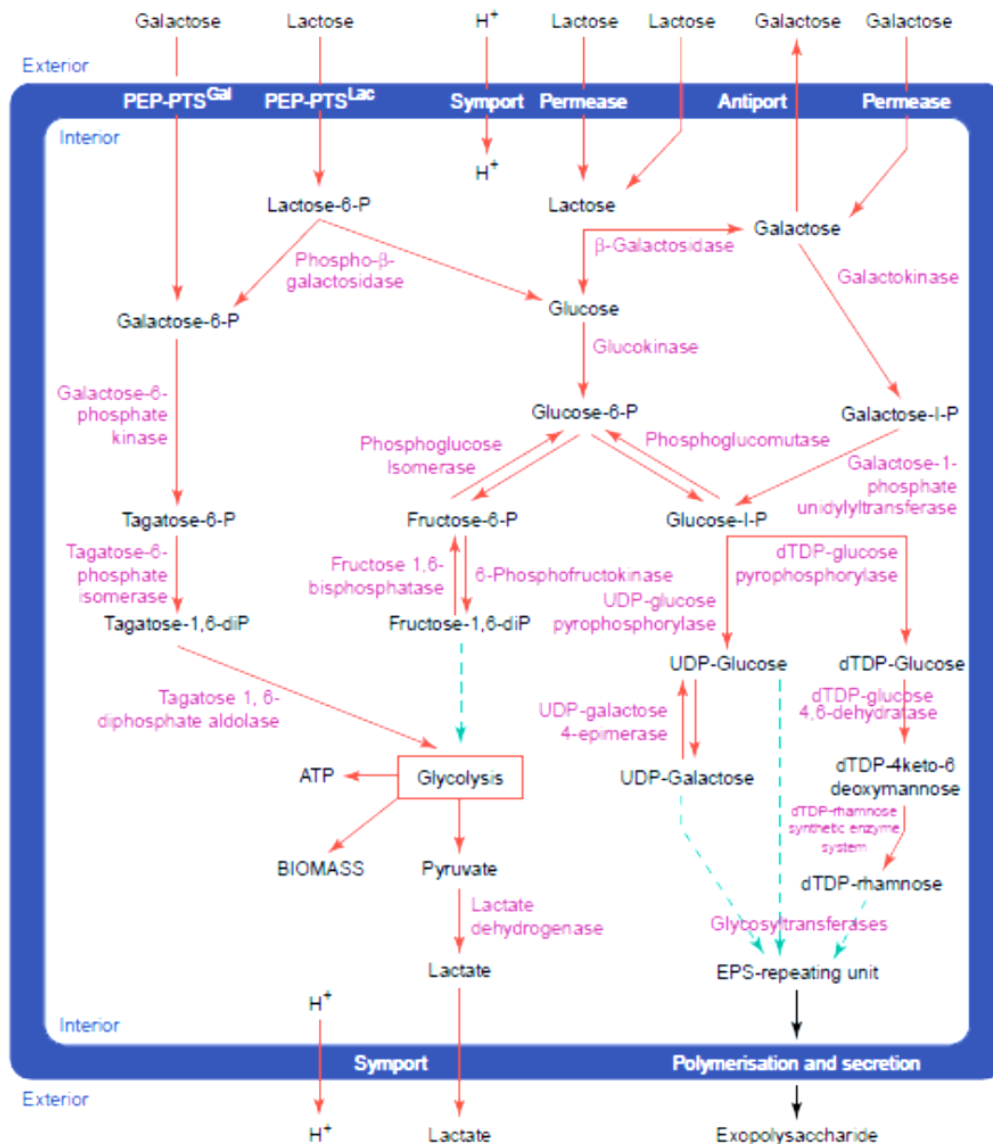 Galactose Lactose H+ Lactose Lactose Galactose Galactose
Exterior
PEP-PTSGal PEP-PTSLac Symport Permease Antiport Permease
Interior
H+
Lactose-6-P Lactose
Galactose
β-Galactosidase
Phospho-β-
galactosidase
Galactokinase
Glucose
Galactose-6-P
Glucokinase
Galactose-6-
phosphate
kinase
Glucose-6-P Galactose-I-P
Phosphoglucose
Isomerase
Phosphoglucomutase
Galactose-1-
phosphate
unidylyltransferase
Tagatose-6-P Fructose-6-P Glucose-I-P
Tagatose-6-
phosphate
isomerase
Fructose 1,6-
bisphosphatase
6-Phosphofructokinase
UDP-glucose
pyrophosphorylase
dTDP-glucose
pyrophosphorylase
Tagatose-1,6-diP Fructose-1,6-diP
UDP-Glucose dTDP-Glucose
Tagatose 1, 6-
diphosphate aldolase
UDP-galactose
4-epimerase
dTDP-glucose
4,6-dehydratase
ATP Glycolysis UDP-Galactose
dTDP-4keto-6
deoxymannose
dTDP-rhamnose
synthetic enzyme
system
BIOMASS Pyruvate
dTDP-rhamnose
Lactate
dehydrogenase
Glycosyltransferases
Lactate EPS-repeating unit
H+
Interior
Symport Polymerisation and secretion
Exterior
H+ Lactate Exopolysaccharide